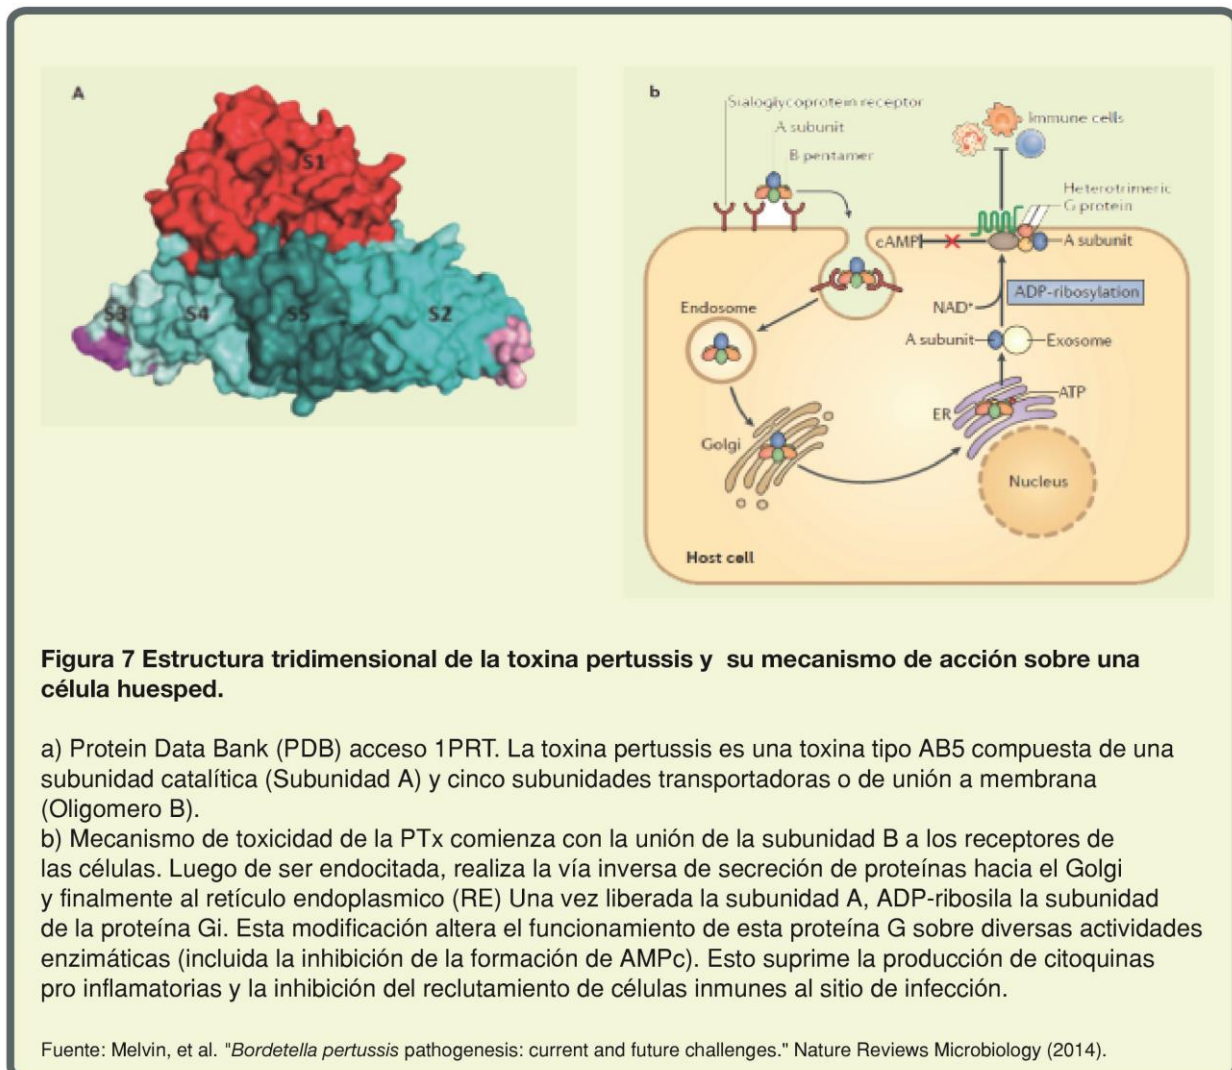 A
S1
S3
S4
S5
S2
b
Sialoglycoprotein receptor
A subunit
B pentamer
Immune cells
Heterotrimeric
G protein
cAMP
A subunit
ADP-ribosylation
NAD⁺
Endosome
A subunit
Exosome
ATP
ER
Golgi
Nucleus
Host cell
Figura 7 Estructura tridimensional de la toxina pertussis y su mecanismo de acción sobre una
célula huesped.
a) Protein Data Bank (PDB) acceso 1PRT. La toxina pertussis es una toxina tipo AB5 compuesta de una
subunidad catalítica (Subunidad A) y cinco subunidades transportadoras o de unión a membrana
(Oligomero B).
b) Mecanismo de toxicidad de la PTx comienza con la unión de la subunidad B a los receptores de
las células. Luego de ser endocitada, realiza la vía inversa de secreción de proteínas hacia el Golgi
y finalmente al retículo endoplasmico (RE) Una vez liberada la subunidad A, ADP-ribosila la subunidad
de la proteína Gi. Esta modificación altera el funcionamiento de esta proteína G sobre diversas actividades
enzimáticas (incluida la inhibición de la formación de AMPc). Esto suprime la producción de citoquinas
pro inflamatorias y la inhibición del reclutamiento de células inmunes al sitio de infección.
Fuente: Melvin, et al. "Bordetella pertussis pathogenesis: current and future challenges." Nature Reviews Microbiology (2014).